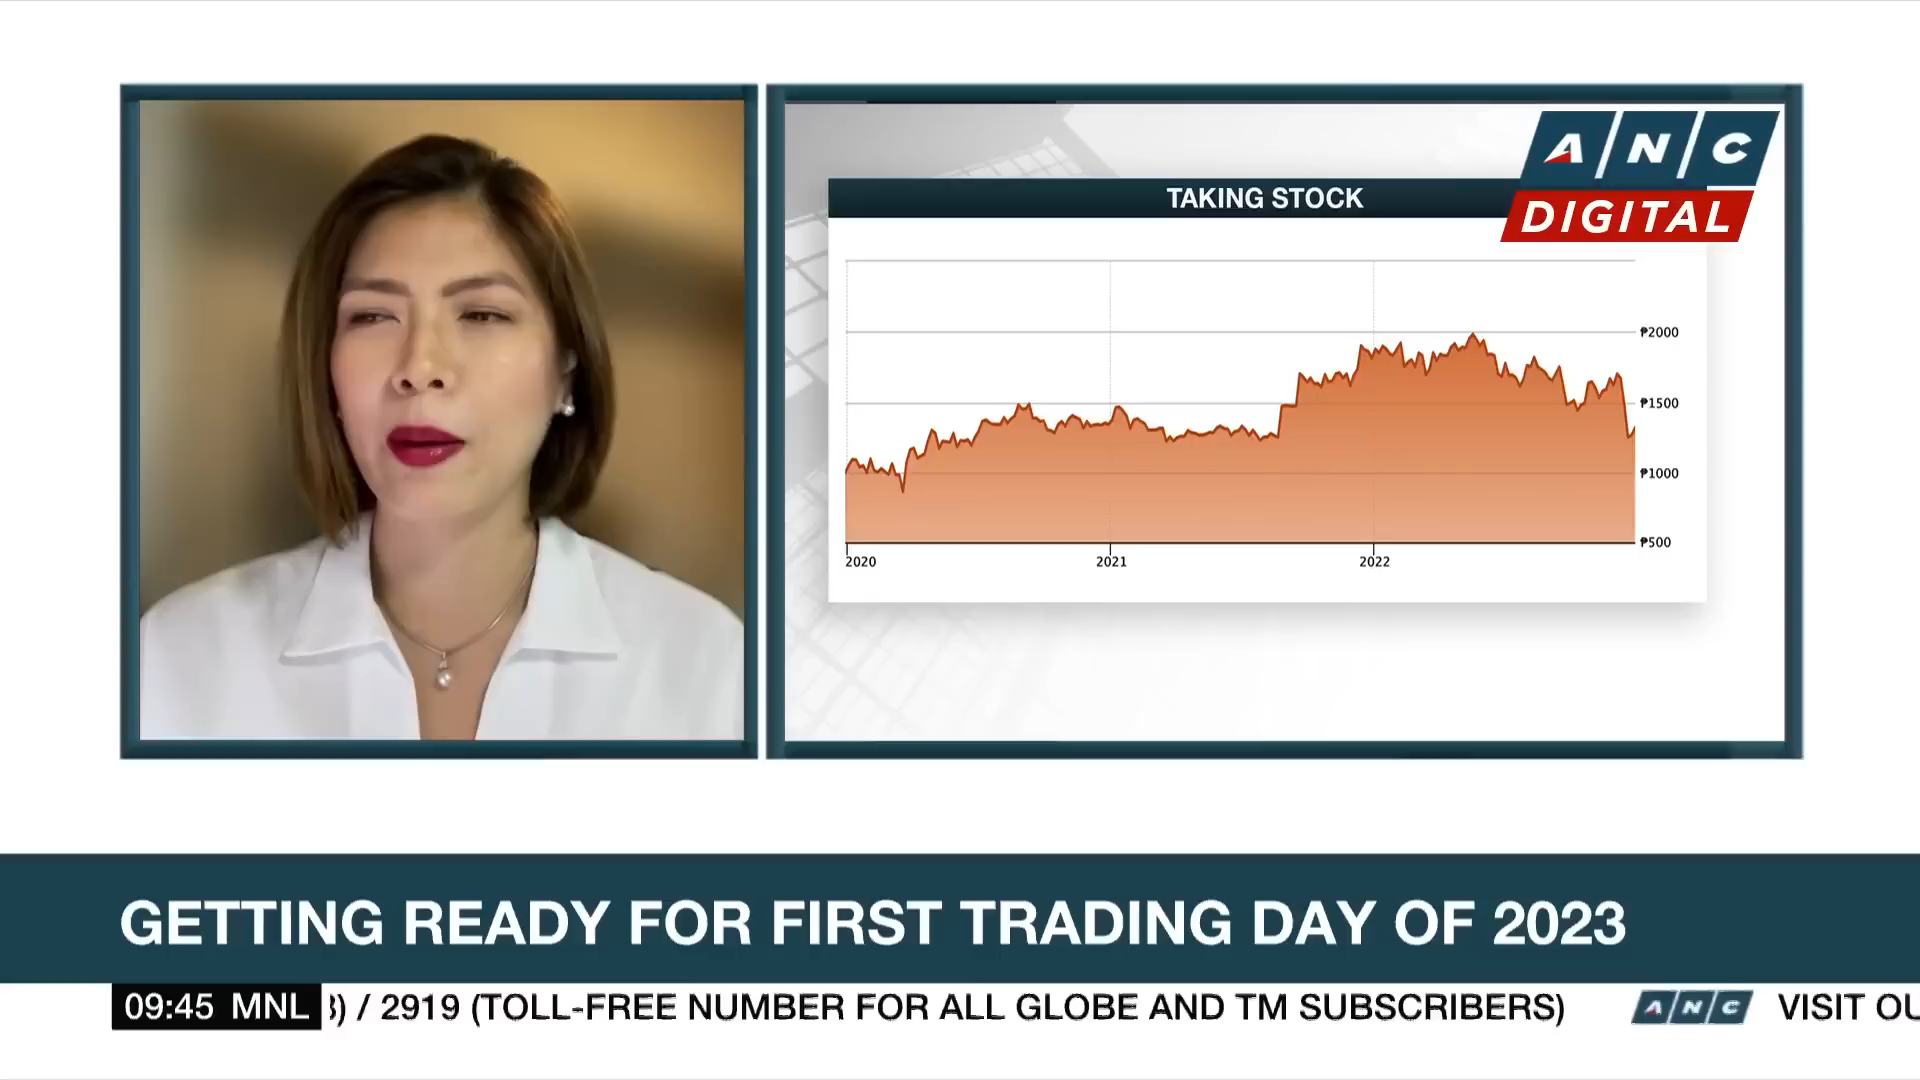 ANC
DIGITAL
TAKING STOCK
₱2000
₱1500
₱1000
₱500
2020
2021
2022
GETTING READY FOR FIRST TRADING DAY OF 2023
09:45 MNL ) / 2919 (TOLL-FREE NUMBER FOR ALL GLOBE AND TM SUBSCRIBERS) ANC VISIT OU